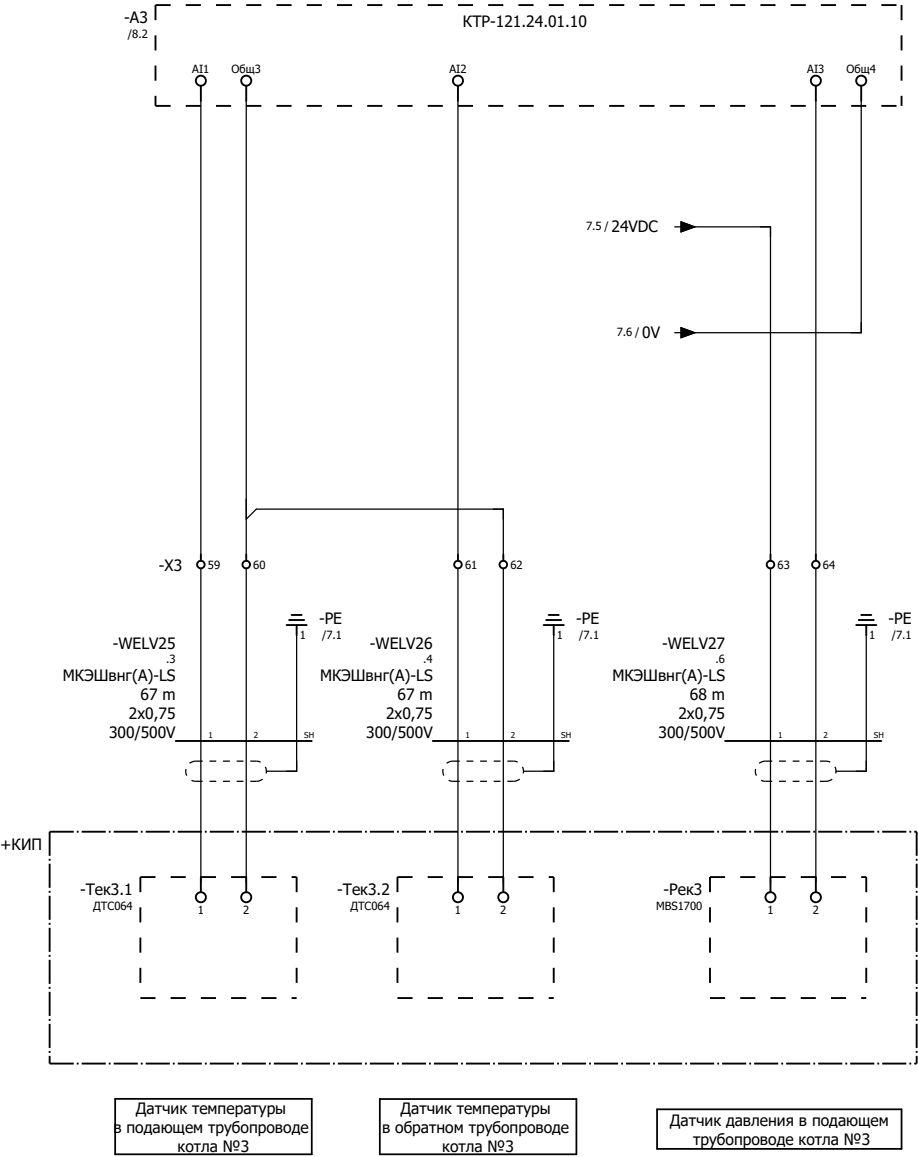 -A3
/8.2
КТР-121.24.01.10
AI1 Общ3 AI2 AI3 Общ4
7.5 / 24VDC
7.6 / 0V
-X3 59 60 61 62 63 64
-WELV25
.3
МКЭШвнг(А)-LS
67 m
2x0,75
300/500V
1 2 SH
1
-PE
/7.1
-WELV26
.4
МКЭШвнг(А)-LS
67 m
2x0,75
300/500V
1 2 SH
1
-PE
/7.1
-WELV27
.6
МКЭШвнг(А)-LS
68 m
2x0,75
300/500V
1 2 SH
1
-PE
/7.1
+КИП
-Тек3.1
ДТС064
1 2
-Тек3.2
ДТС064
1 2
-Рек3
MBS1700
1 2
Датчик температуры
в подающем трубопроводе
котла №3
Датчик температуры
в обратном трубопроводе
котла №3
Датчик давления в подающем
трубопроводе котла №3